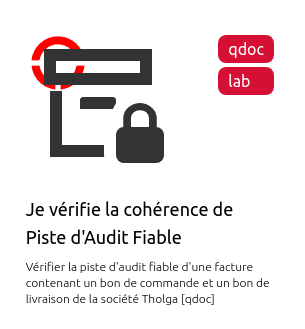 qdoc
lab
Je vérifie la cohérence de
Piste d'Audit Fiable
Vérifier la piste d'audit fiable d'une facture
contenant un bon de commande et un bon de
livraison de la société Tholga [qdoc]